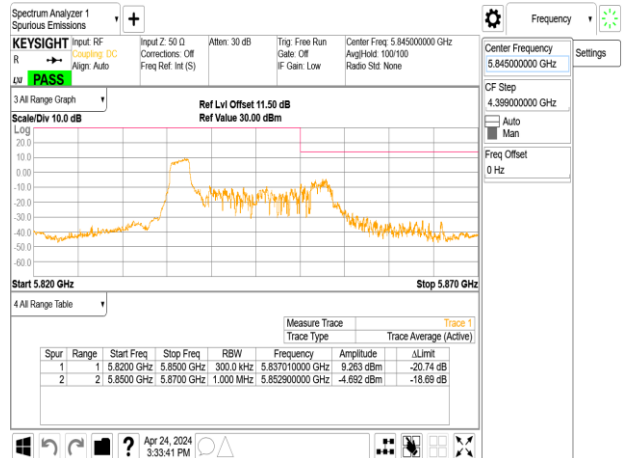 Spectrum Analyzer 1
Spurious Emissions
Frequency
KEYSIGHT
R
LXI
PASS
Input: RF
Coupling: DC
Align: Auto
Input Z: 50 Ω
Corrections: Off
Freq Ref: Int (S)
Atten: 30 dB
Trig: Free Run
Gate: Off
IF Gain: Low
Center Freq: 5.845000000 GHz
Avg|Hold: 100/100
Radio Std: None
Center Frequency
5.845000000 GHz
Settings
CF Step
4.399000000 GHz
Auto
Man
Freq Offset
0 Hz
3 All Range Graph
Scale/Div 10.0 dB
Ref Lvl Offset 11.50 dB
Ref Value 30.00 dBm
Log
20.0
10.0
0.00
-10.0
-20.0
-30.0
-40.0
-50.0
-60.0
Start 5.820 GHz
Stop 5.870 GHz
4 All Range Table
Measure Trace Trace 1
Trace Type Trace Average (Active)
Spur Range Start Freq Stop Freq RBW Frequency Amplitude ΔLimit
1 1 5.8200 GHz 5.8500 GHz 300.0 kHz 5.837010000 GHz 9.263 dBm -20.74 dB
2 2 5.8500 GHz 5.8700 GHz 1.000 MHz 5.852900000 GHz -4.692 dBm -18.69 dB
?
Apr 24, 2024
3:33:41 PM